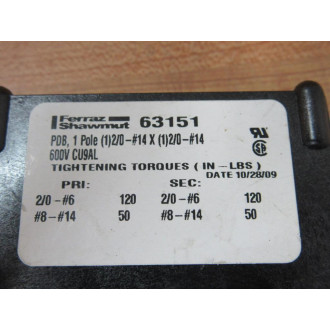 Ferraz Shawmut 63151
PDB, 1 Pole (1)2/0-#14 X (1)2/0-#14
600V CU9AL
TIGHTENING TORQUES ( IN - LBS )
DATE 10/28/09
PRI: SEC:
2/0-#6 120 2/0-#6 120
#8-#14 50 #8-#14 50